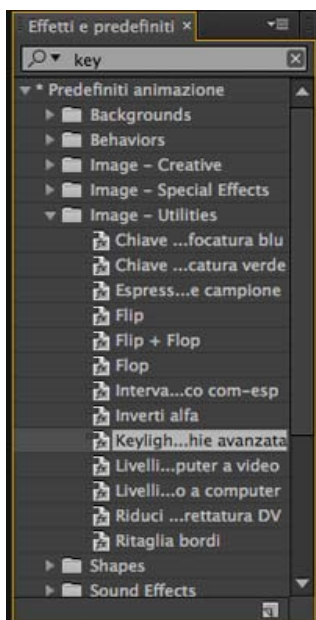 Effetti e predefiniti ×
key
* Predefiniti animazione
Backgrounds
Behaviors
Image - Creative
Image - Special Effects
Image - Utilities
Chiave ...focatura blu
Chiave ...catura verde
Espress...e campione
Flip
Flip + Flop
Flop
Interva...co com-esp
Inverti alfa
Keyligh...hie avanzata
Livelli...puter a video
Livelli...o a computer
Riduci ...rettatura DV
Ritaglia bordi
Shapes
Sound Effects